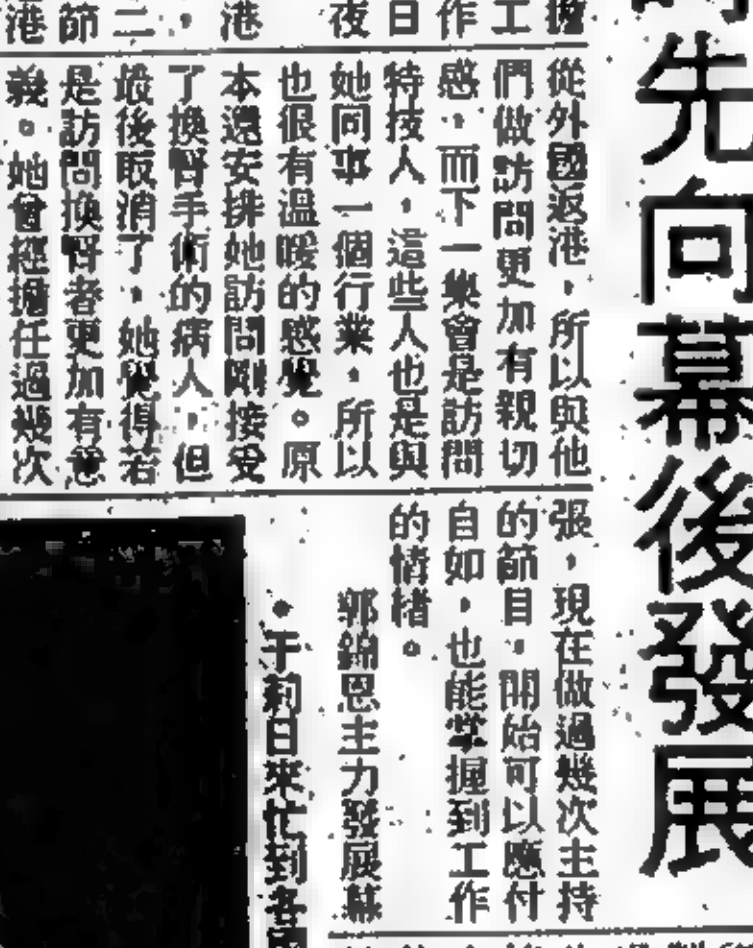 先向幕後發展
擔
工
作
日
夜
港
，
二
節
港
從外國返港，所以與他
們做訪問更加有親切
感，而下一集會是訪問
特技人，這些人也是與
她同事一個行業，所以
也很有溫暖的感覺。原
本還安排她訪問剛接受
了換腎手術的病人，但
最後取消了，她覺得若
是訪問換腎者更加有意
義。她曾經擔任過幾次
張，現在做過幾次主持
的節目，開始可以應付
自如，也能掌握到工作
的情緒。
郭錦恩主力發展幕
•于莉日來忙到各國